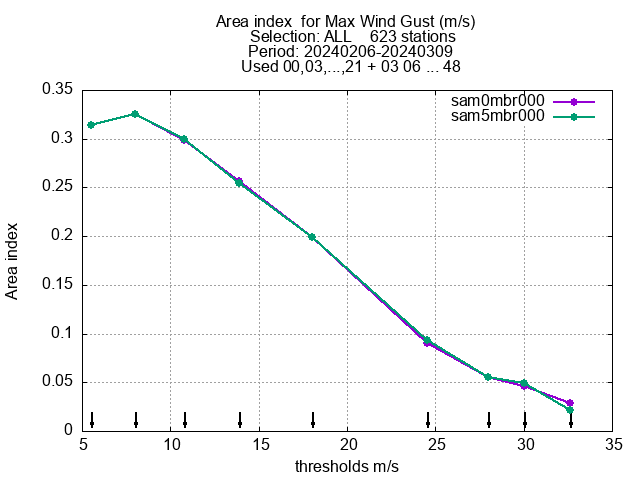 Area index  for Max Wind Gust (m/s)
Selection: ALL    623 stations
Period: 20240206-20240309
Used 00,03,...,21 + 03 06 ... 48
sam0mbr000
sam5mbr000
0.35
0.3
0.25
0.2
0.15
0.1
0.05
0
Area index
5 10 15 20 25 30 35
thresholds m/s